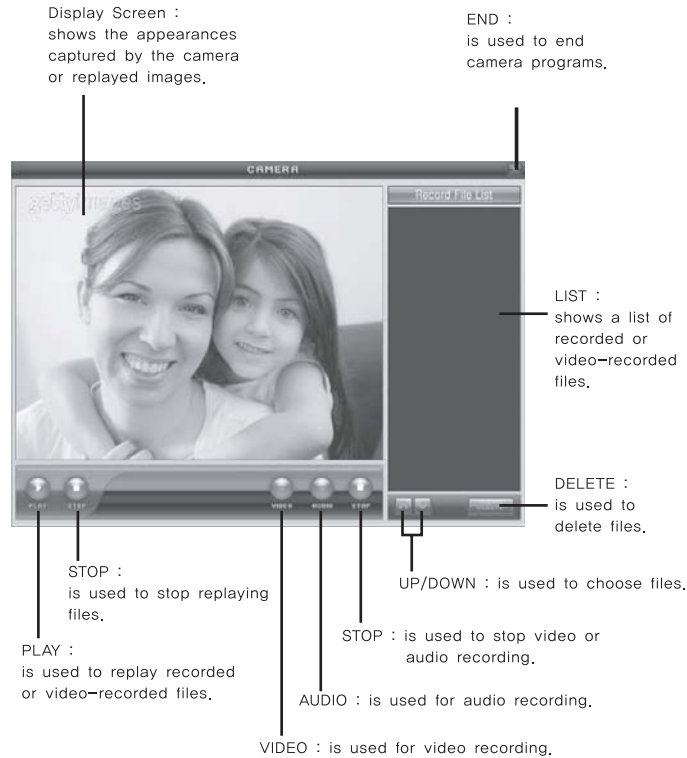 Display Screen :
shows the appearances
captured by the camera
or replayed images.
END :
is used to end
camera programs.
CAMERA
gettyimages
Record File List
LIST :
shows a list of
recorded or
video-recorded
files.
PLAY
STOP
VIDEO
AUDIO
STOP
DELETE :
is used to
delete files.
UP/DOWN : is used to choose files.
STOP :
is used to stop replaying
files.
STOP : is used to stop video or
audio recording.
PLAY :
is used to replay recorded
or video-recorded files.
AUDIO : is used for audio recording.
VIDEO : is used for video recording.